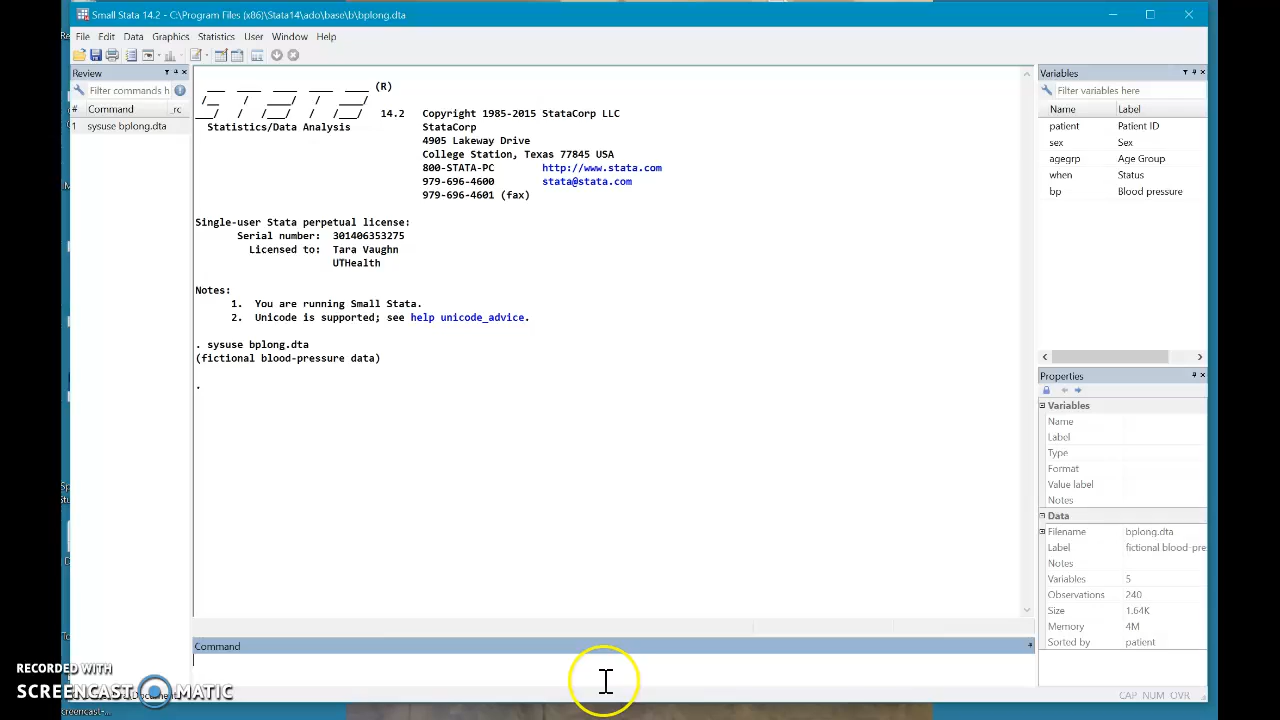 Small Stata 14.2 - C:\Program Files (x86)\Stata14\ado\base\b\bplong.dta
File Edit Data Graphics Statistics User Window Help
Review
Filter commands h
# Command _rc
1 sysuse bplong.dta
(R)
14.2 Copyright 1985-2015 StataCorp LLC
Statistics/Data Analysis StataCorp
4905 Lakeway Drive
College Station, Texas 77845 USA
800-STATA-PC http://www.stata.com
979-696-4600 stata@stata.com
979-696-4601 (fax)
Single-user Stata perpetual license:
Serial number: 301406353275
Licensed to: Tara Vaughn
UTHealth
Notes:
1. You are running Small Stata.
2. Unicode is supported; see help unicode_advice.
. sysuse bplong.dta
(fictional blood-pressure data)
.
Command
Variables
Filter variables here
Name Label
patient Patient ID
sex Sex
agegrp Age Group
when Status
bp Blood pressure
Properties
Variables
Name
Label
Type
Format
Value label
Notes
Data
Filename bplong.dta
Label fictional blood-pre
Notes
Variables 5
Observations 240
Size 1.64K
Memory 4M
Sorted by patient
CAP NUM OVR
RECORDED WITH
SCREENCAST MATIC
screencast-...